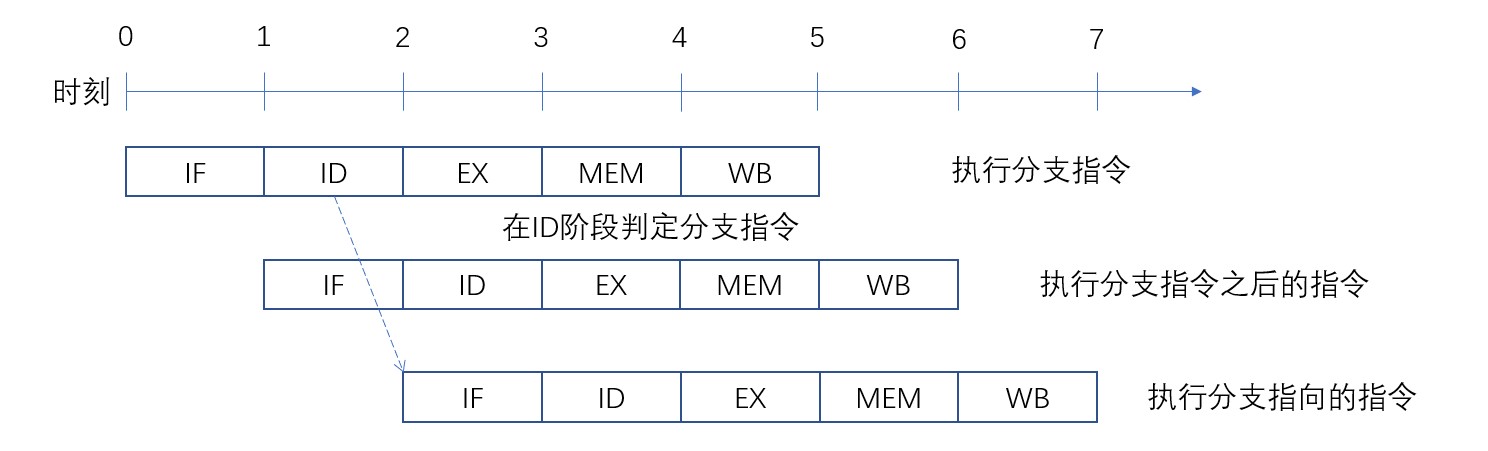 0 1 2 3 4 5 6 7
时刻
IF ID EX MEM WB 执行分支指令
在ID阶段判定分支指令
IF ID EX MEM WB 执行分支指令之后的指令
IF ID EX MEM WB 执行分支指向的指令